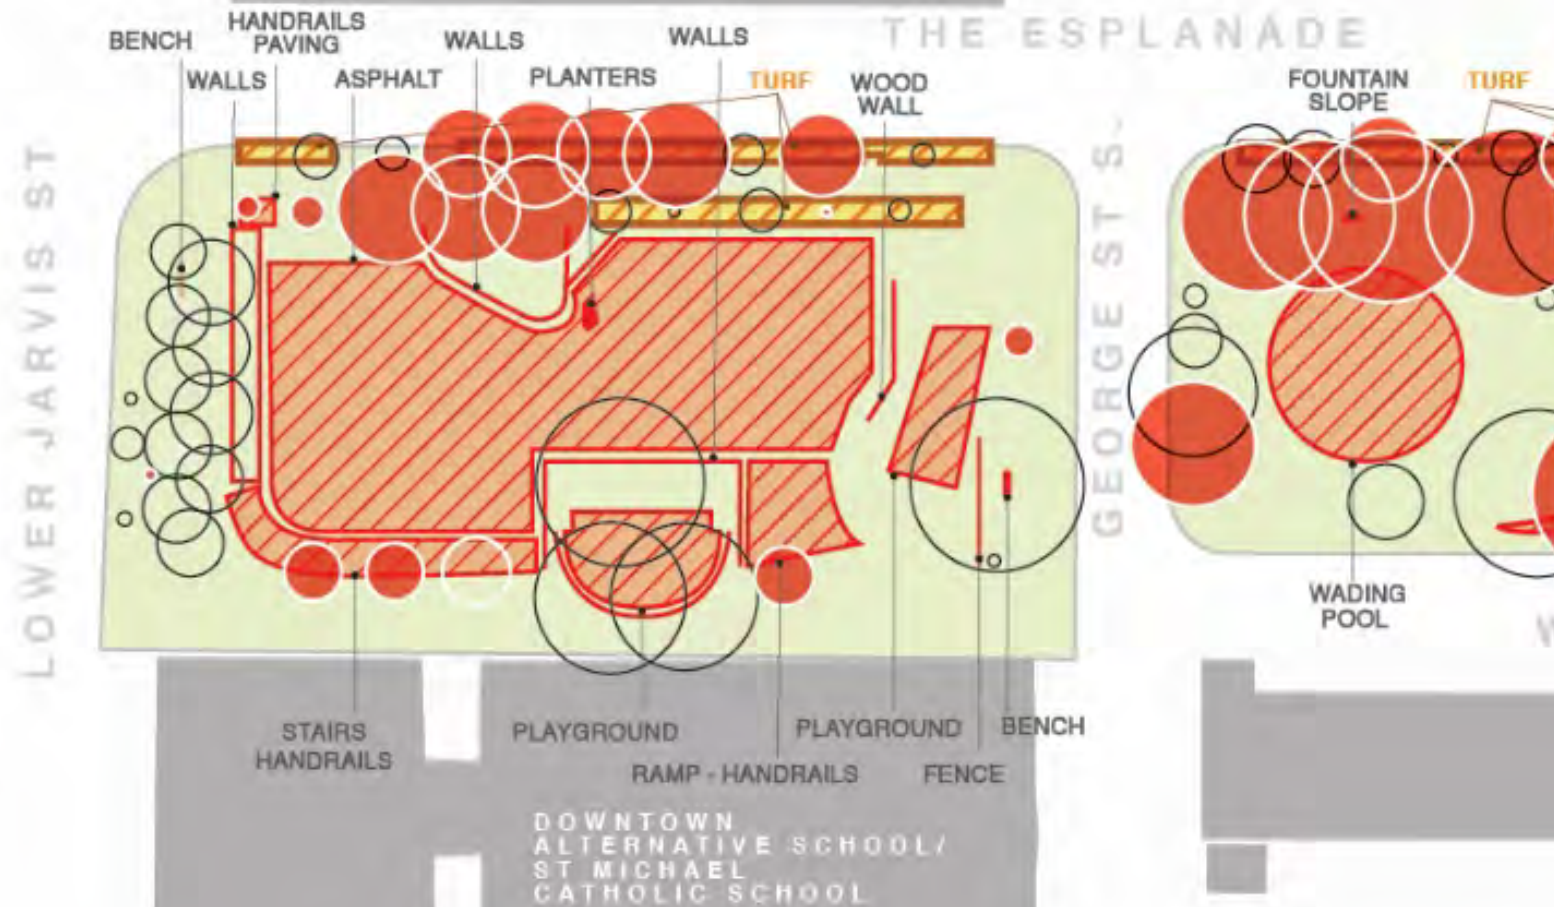 THE ESPLANADE
HANDRAILS
PAVING
BENCH
WALLS
WALLS
WALLS
ASPHALT
PLANTERS
TURF
WOOD
WALL
FOUNTAIN
SLOPE
TURF
LOWER JARVIS ST
GEORGE ST S.
WADING
POOL
STAIRS
HANDRAILS
PLAYGROUND
PLAYGROUND
BENCH
RAMP - HANDRAILS
FENCE
DOWNTOWN
ALTERNATIVE SCHOOL/
ST MICHAEL
CATHOLIC SCHOOL